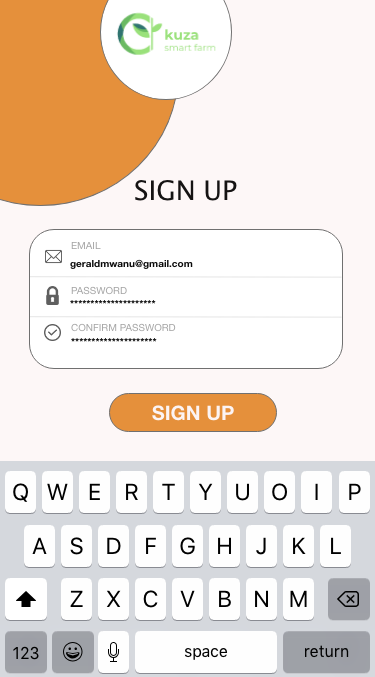 kuza
smart farm
SIGN UP
EMAIL
geraldmwanu@gmail.com
PASSWORD
*********************
CONFIRM PASSWORD
*********************
SIGN UP
Q W E R T Y U O I P
A S D F G H J K L
Z X C V B N M
123 space return